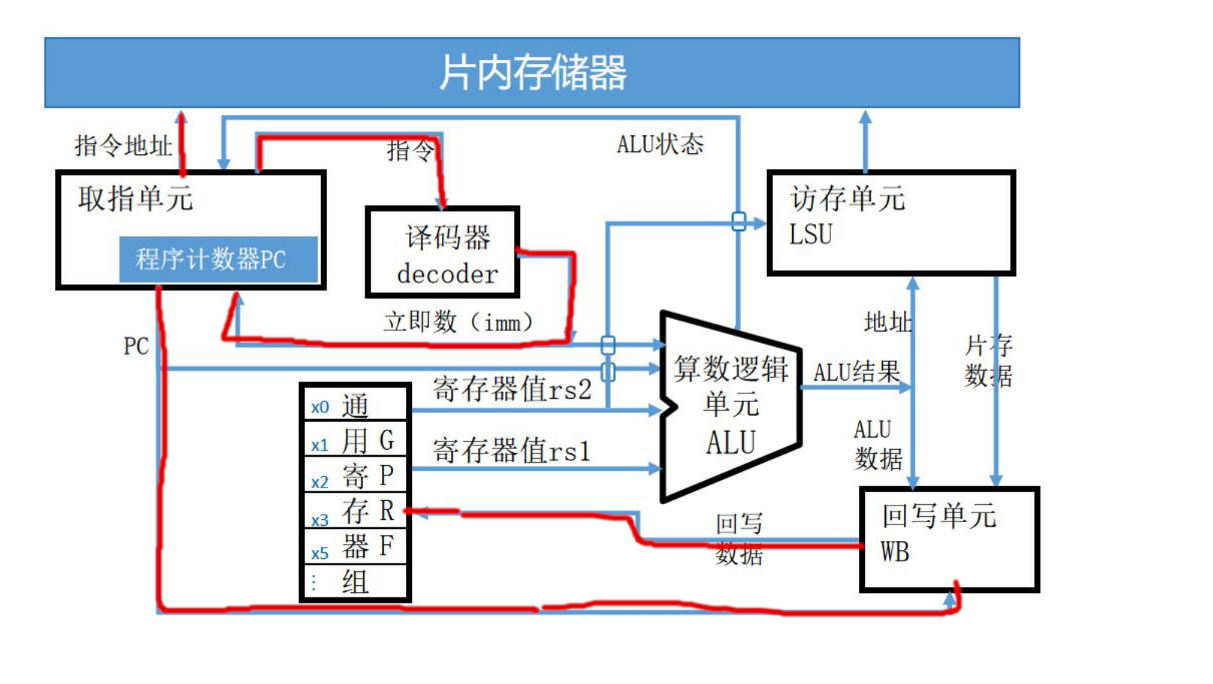 片内存储器
指令地址
指令
ALU状态
取指单元
程序计数器PC
译码器
decoder
访存单元
LSU
立即数（imm）
PC
地址
片存
数据
算数逻辑
单元
ALU
ALU结果
寄存器值rs2
寄存器值rs1
x0 通
x1 用 G
x2 寄 P
x3 存 R
x5 器 F
⋮ 组
ALU
数据
回写
数据
回写单元
WB